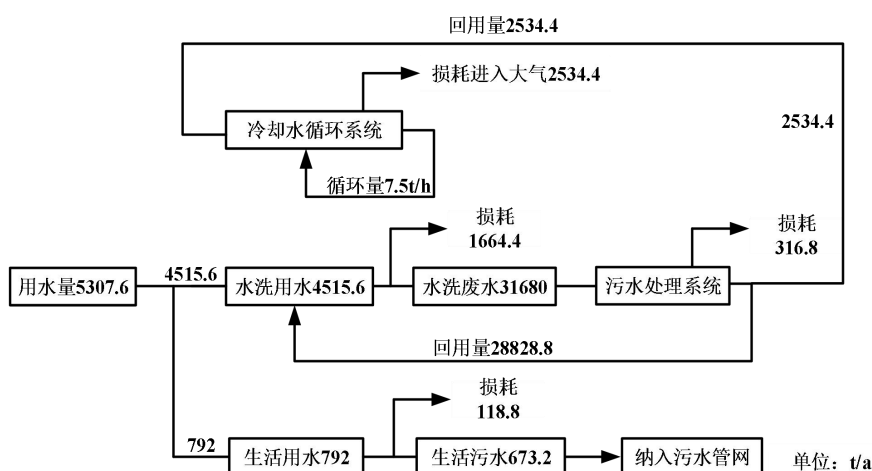 回用量2534.4
损耗进入大气2534.4
冷却水循环系统
2534.4
循环量7.5t/h
损耗
1664.4
损耗
316.8
用水量5307.6
4515.6
水洗用水4515.6
水洗废水31680
污水处理系统
回用量28828.8
损耗
118.8
792
生活用水792
生活污水673.2
纳入污水管网
单位：t/a